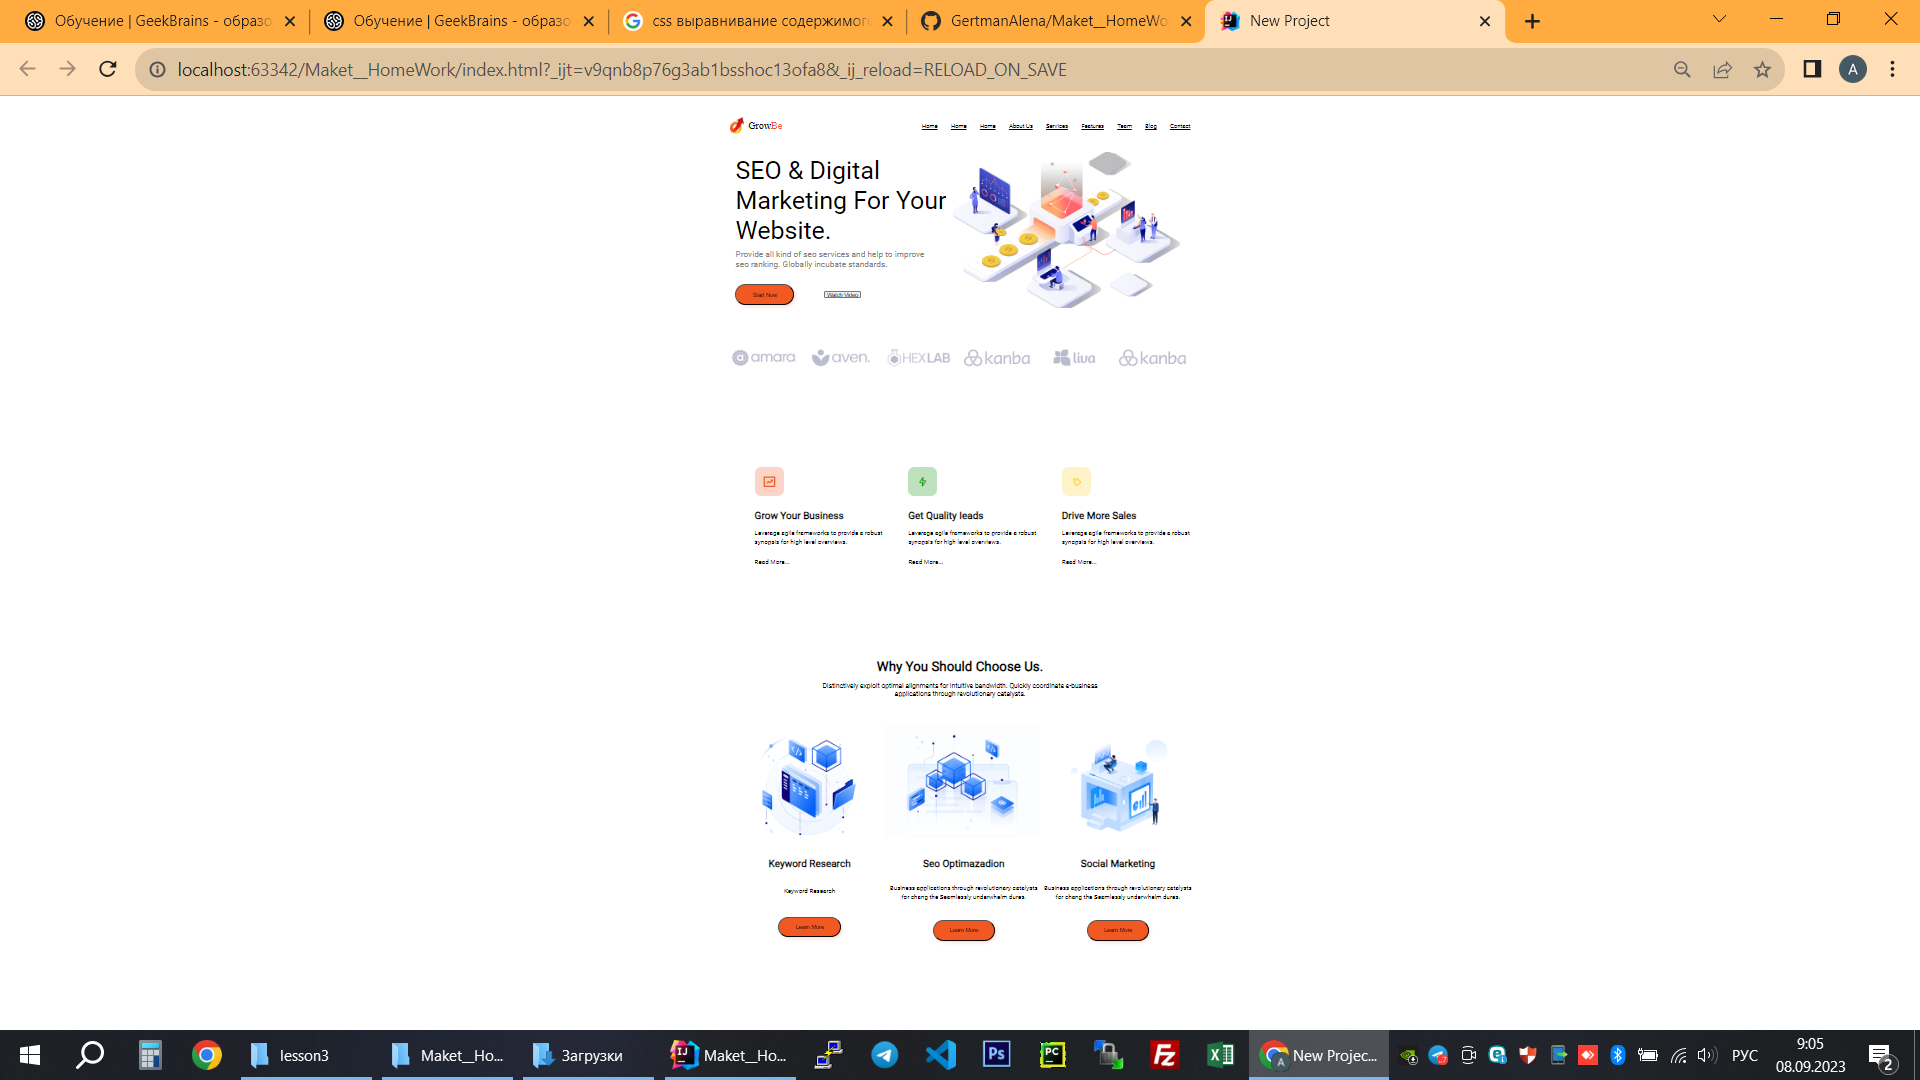 Обучение | GeekBrains - образо
Обучение | GeekBrains - образо
css выравнивание содержимого
GertmanAlena/Maket__HomeWo
New Project
localhost:63342/Maket__HomeWork/index.html?_ijt=v9qnb8p76g3ab1bsshoc13ofa8&_ij_reload=RELOAD_ON_SAVE
A
GrowBe
Home Home Home About Us Services Features Team Blog Contact
SEO & Digital
Marketing For Your
Website.
Provide all kind of seo services and help to improve
seo ranking. Globally incubate standards.
Start Now Watch Video
amara aven. HEXLAB kanba liva kanba
Grow Your Business
Leverage agile frameworks to provide a robust
synopsis for high level overviews.
Read More...
Get Quality leads
Leverage agile frameworks to provide a robust
synopsis for high level overviews.
Read More...
Drive More Sales
Leverage agile frameworks to provide a robust
synopsis for high level overviews.
Read More...
Why You Should Choose Us.
Distinctively exploit optimal alignments for intuitive bandwidth. Quickly coordinate e-business
applications through revolutionary catalysts.
Keyword Research
Keyword Research
Learn More
Seo Optimazadion
Business applications through revolutionary catalysts
for chang the Seamlessly underwhelm dures.
Learn More
Social Marketing
Business applications through revolutionary catalysts
for chang the Seamlessly underwhelm dures.
Learn More
lesson3
Maket__Ho...
Загрузки
Maket__Ho...
New Projec...
РУС
9:05
08.09.2023
2